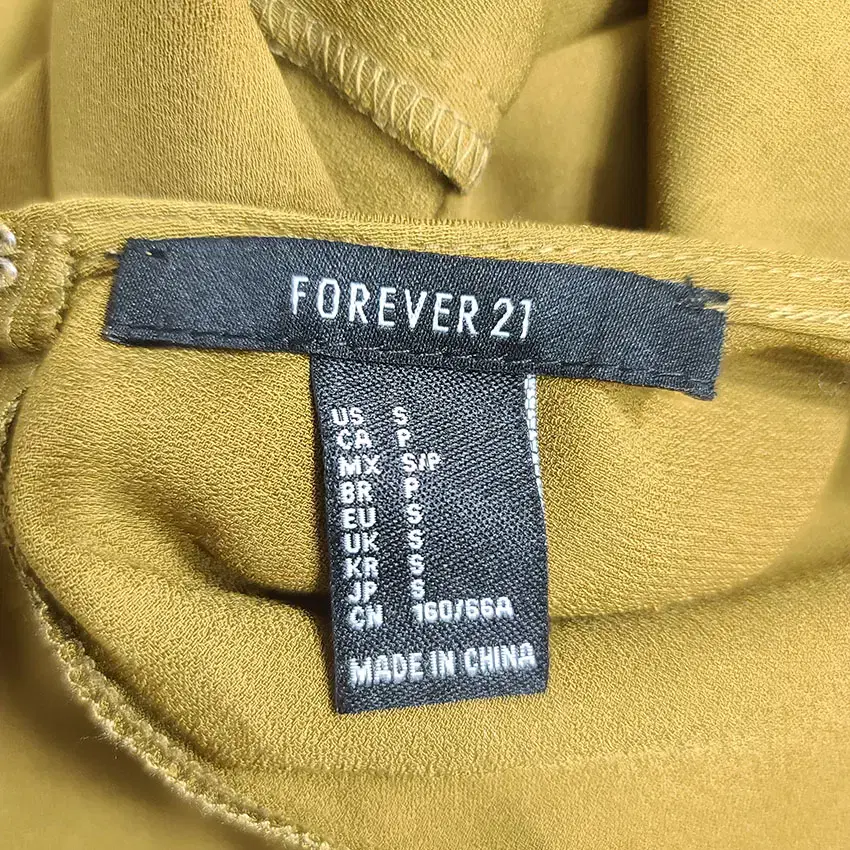 FOREVER 21
US S
CA P
MX S/P
BR P
EU S
UK S
KR S
JP S
CN 160/66A
MADE IN CHINA